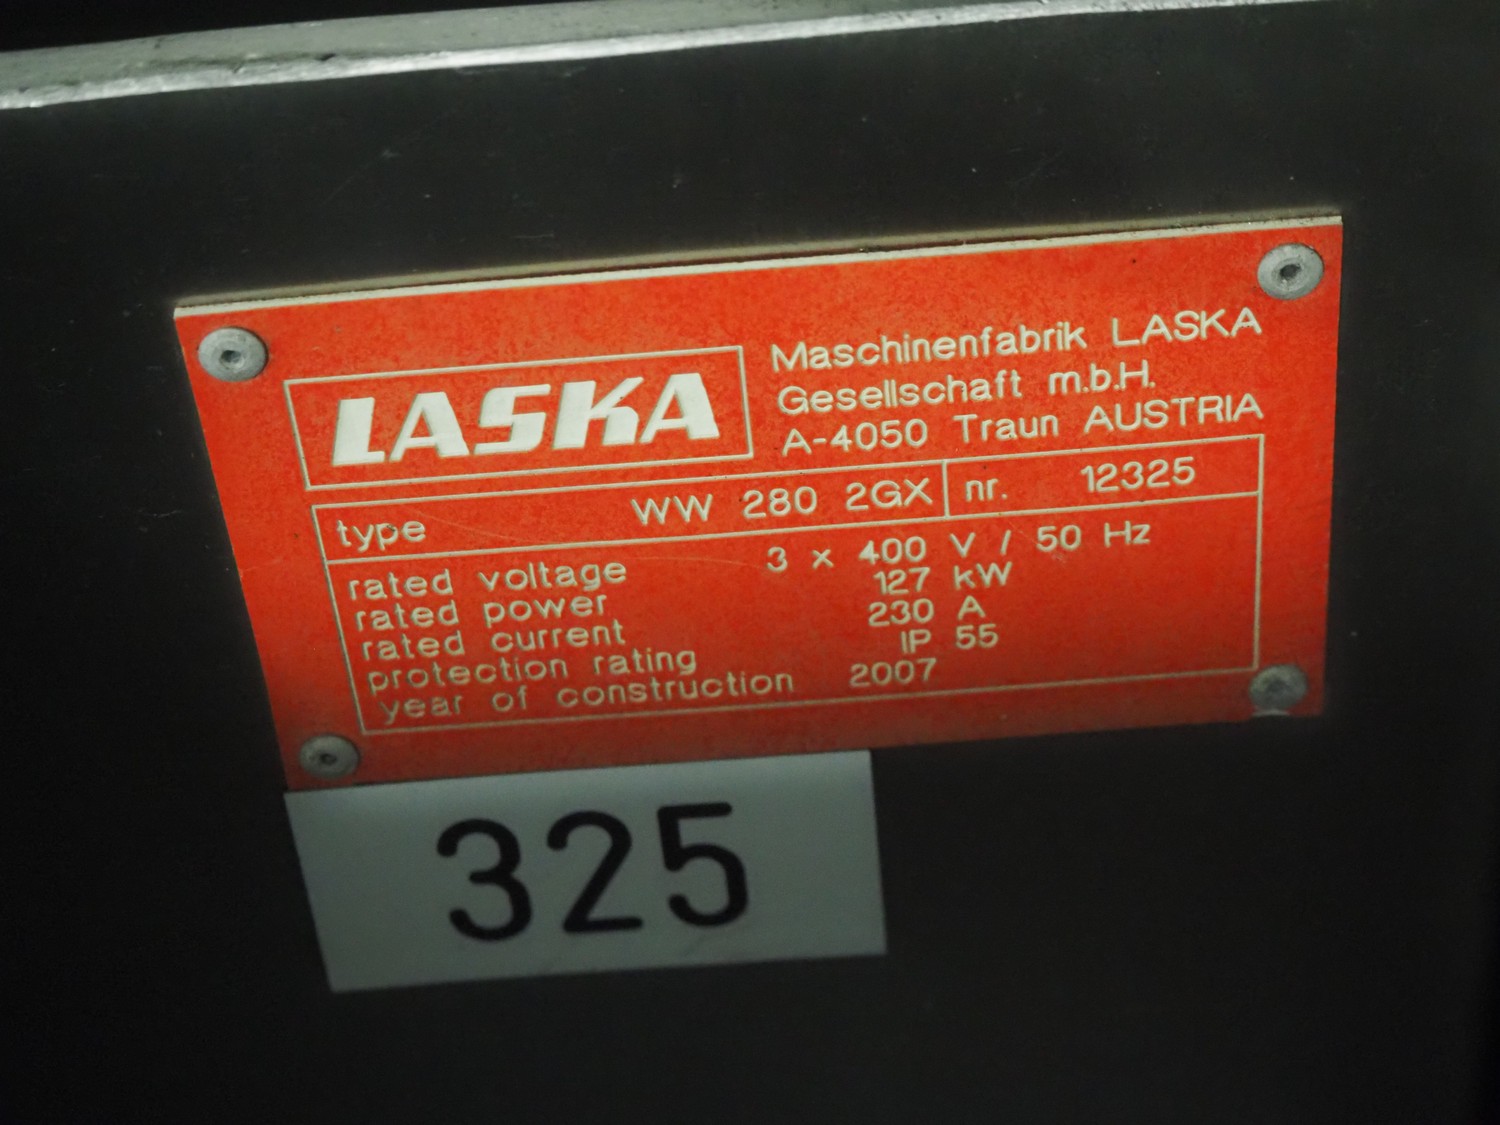 LASKA
Maschinenfabrik LASKA
Gesellschaft m.b.H.
A-4050 Traun AUSTRIA
type WW 280 2GX nr. 12325
rated voltage 3 x 400 V / 50 Hz
rated power 127 kW
rated current 230 A
protection rating IP 55
year of construction 2007
325